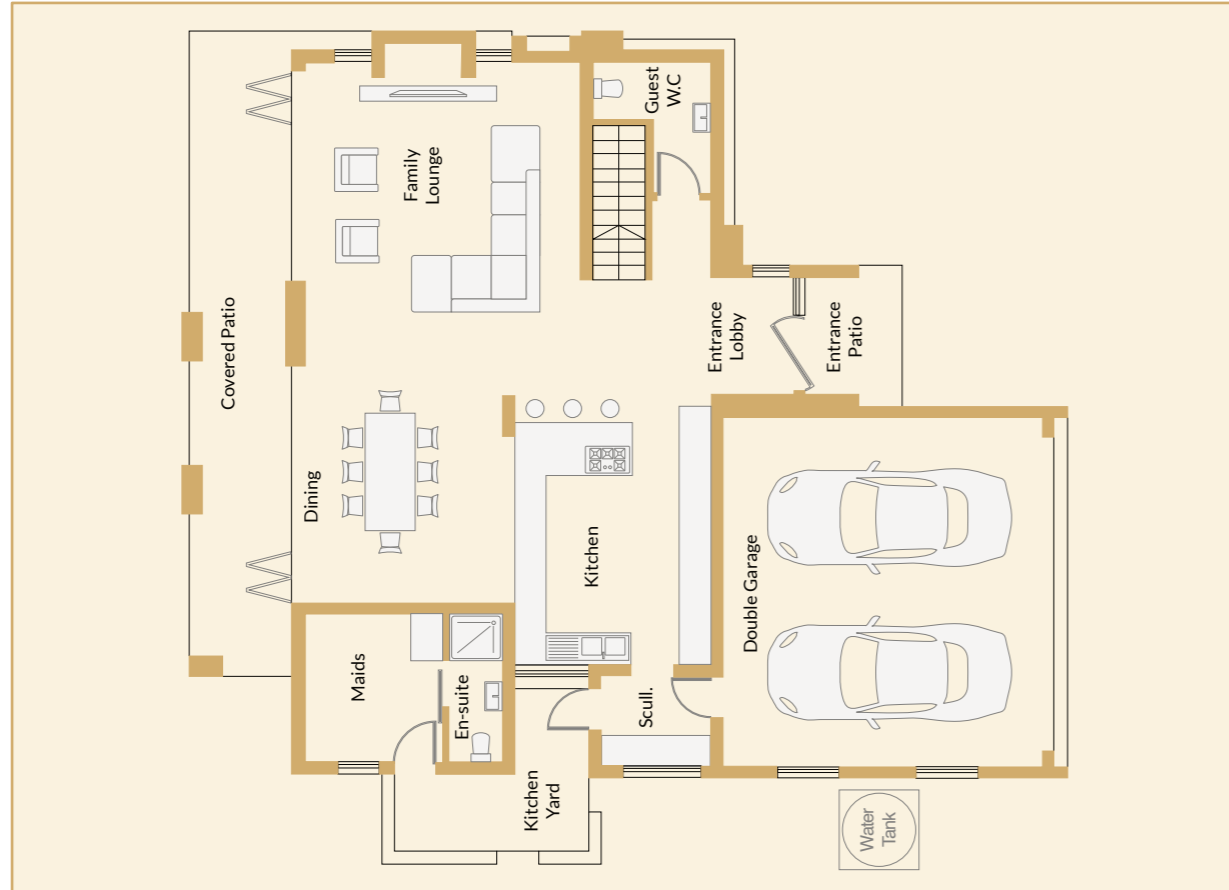 Guest
W.C
Family
Lounge
Covered Patio
Entrance
Lobby
Entrance
Patio
Dining
Kitchen
Double Garage
Maids
En-suite
Scull.
Kitchen
Yard
Water
Tank